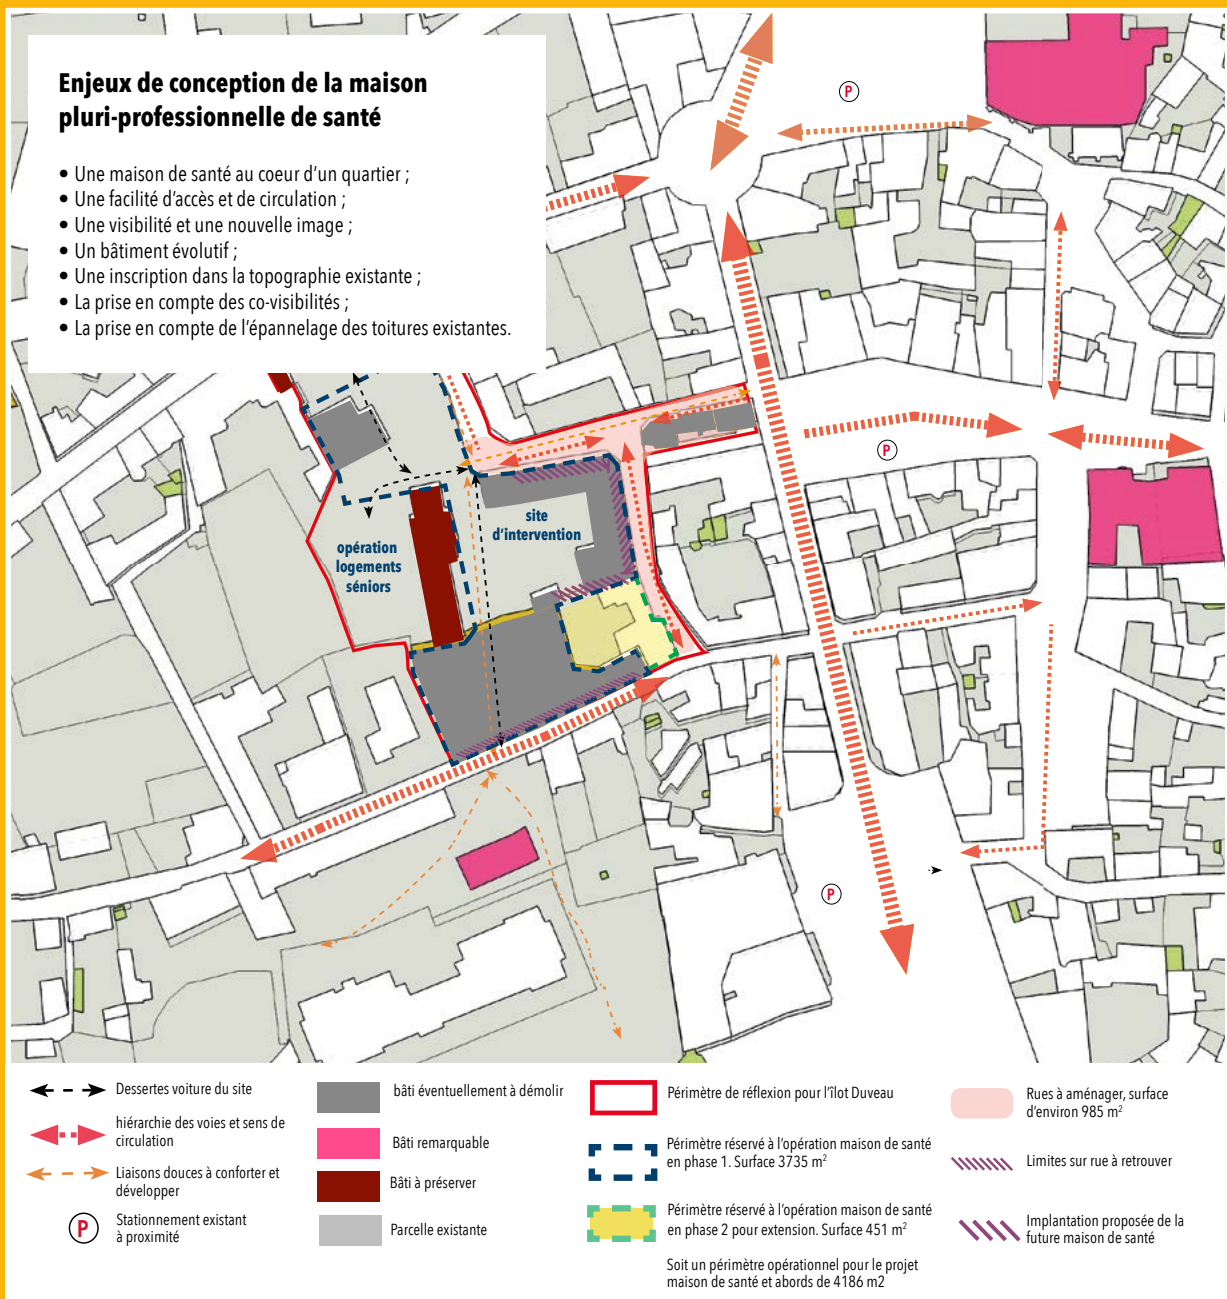 Enjeux de conception de la maison
pluri-professionnelle de santé
• Une maison de santé au coeur d'un quartier ;
• Une facilité d'accès et de circulation ;
• Une visibilité et une nouvelle image ;
• Un bâtiment évolutif ;
• Une inscription dans la topographie existante ;
• La prise en compte des co-visibilités ;
• La prise en compte de l'épannelage des toitures existantes.
P
P
site
d'intervention
opération
logements
séniors
P
Dessertes voiture du site
hiérarchie des voies et sens de
circulation
Liaisons douces à conforter et
développer
P
Stationnement existant
à proximité
bâti éventuellement à démolir
Bâti remarquable
Bâti à préserver
Parcelle existante
Périmètre de réflexion pour l'îlot Duveau
Périmètre réservé à l'opération maison de santé
en phase 1. Surface 3735 m²
Périmètre réservé à l'opération maison de santé
en phase 2 pour extension. Surface 451 m²
Soit un périmètre opérationnel pour le projet
maison de santé et abords de 4186 m2
Rues à aménager, surface
d'environ 985 m²
Limites sur rue à retrouver
Implantation proposée de la
future maison de santé